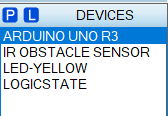 P L DEVICES
ARDUINO UNO R3
IR OBSTACLE SENSOR
LED-YELLOW
LOGICSTATE